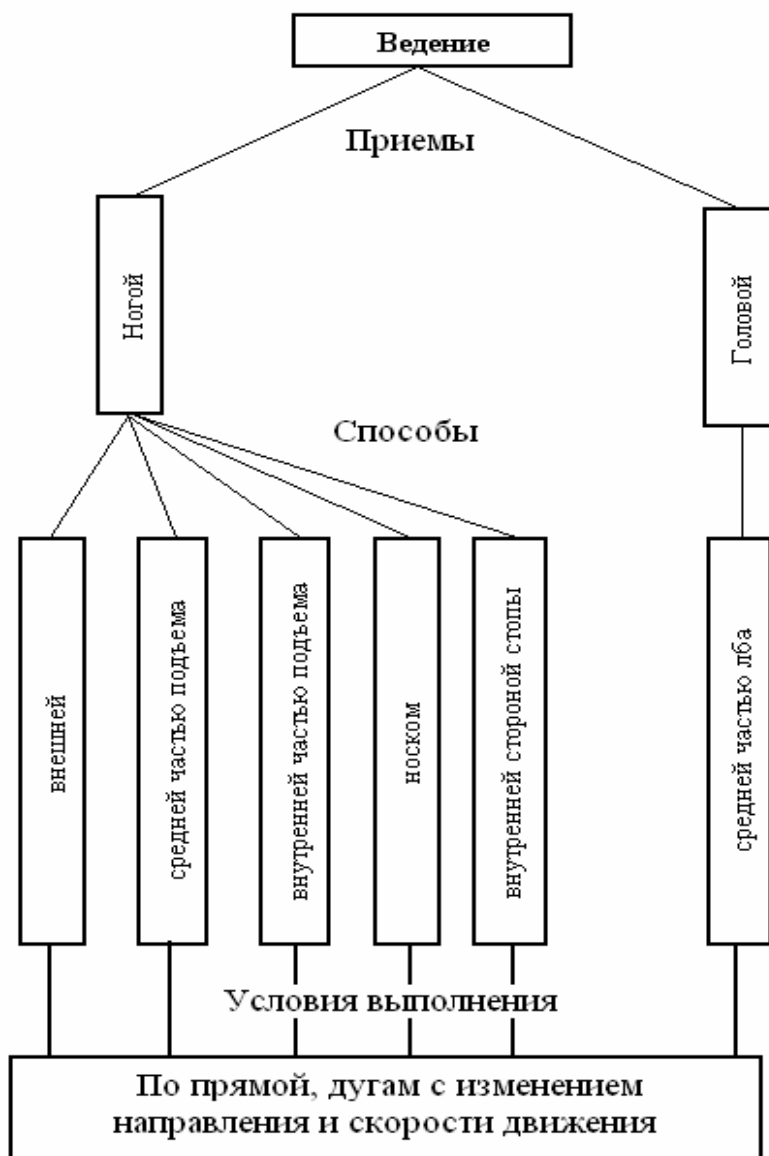 Ведение
Приемы
Ногой
Головой
Способы
внешней
средней частью подъема
внутренней частью подъема
носком
внутренней стороной стопы
средней частью лба
Условия выполнения
По прямой, дугам с изменением
направления и скорости движения